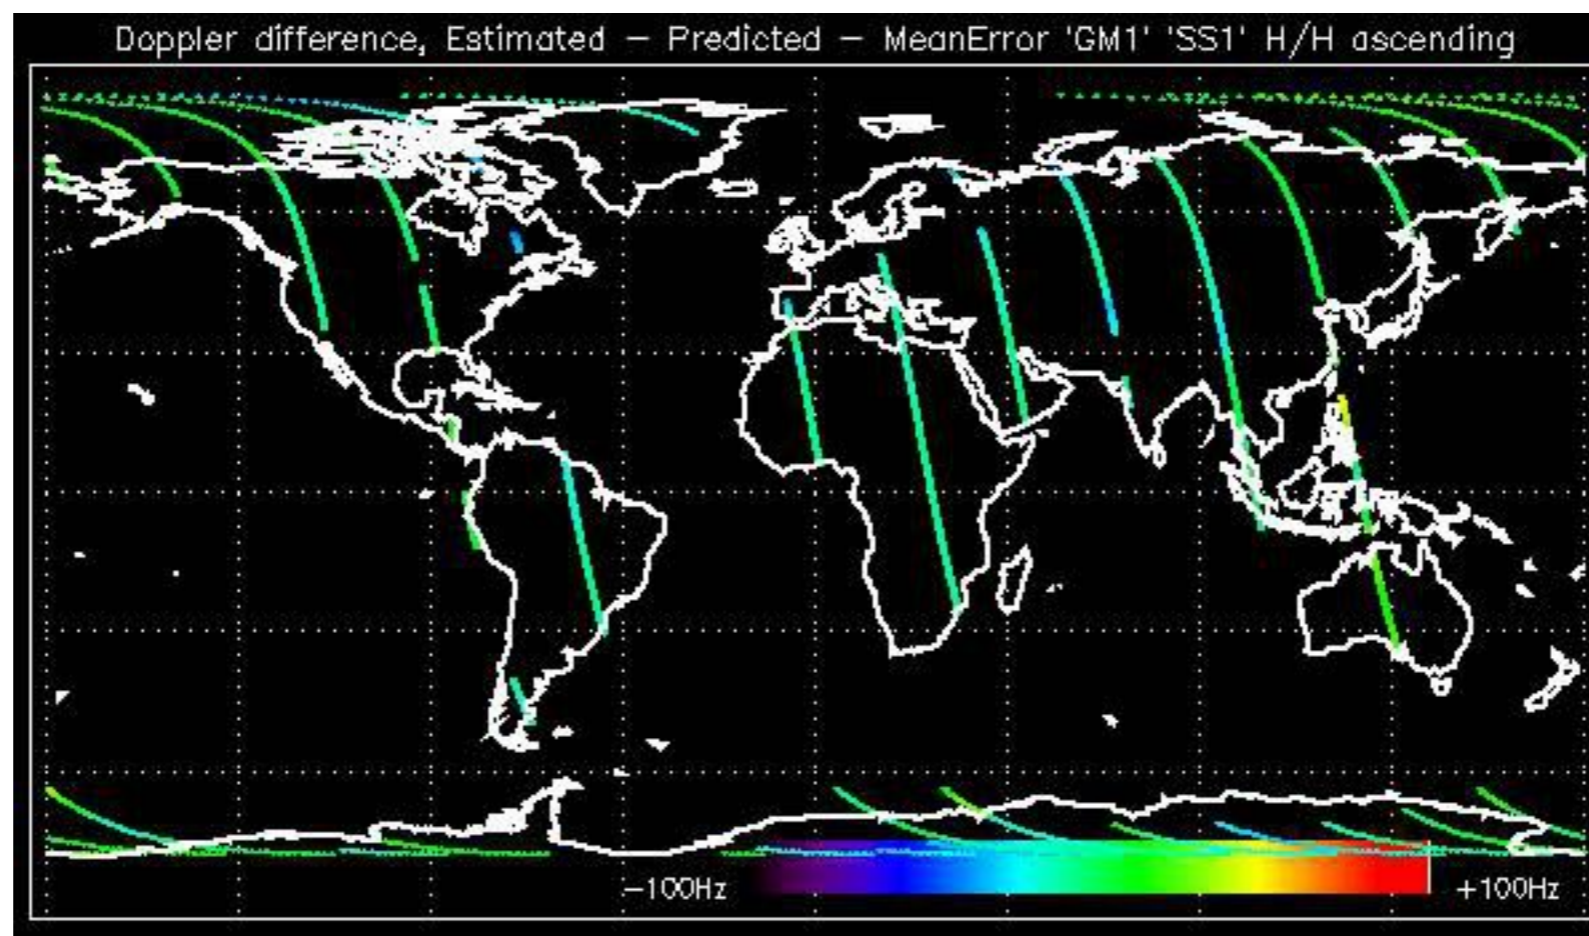 Doppler difference, Estimated – Predicted – MeanError 'GM1' 'SS1' H/H ascending
–100Hz
+100Hz